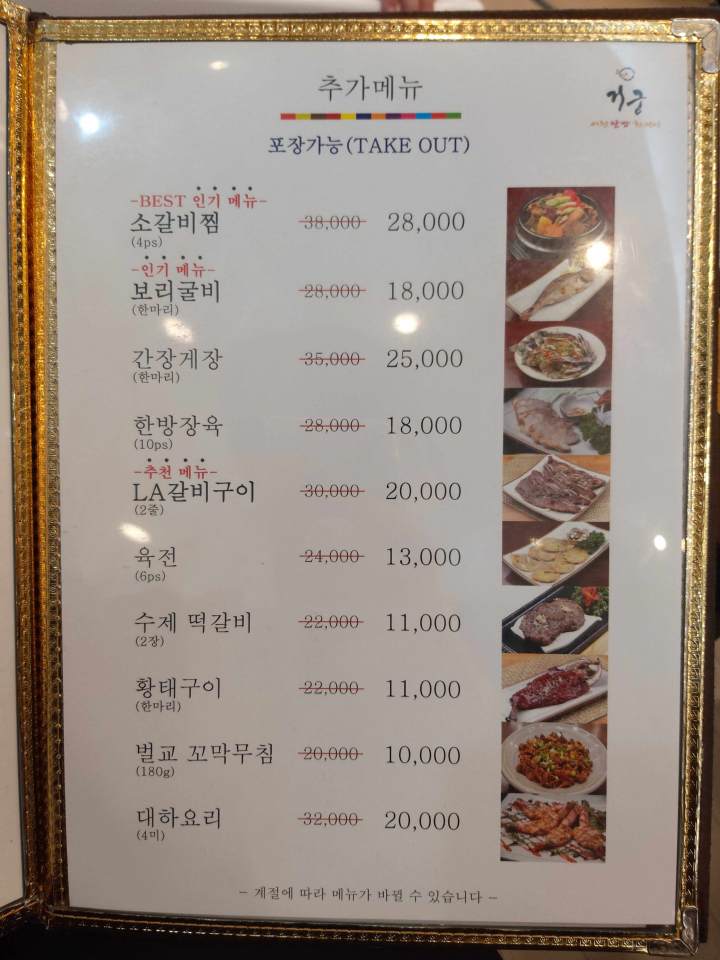 추가메뉴
거궁
포장가능(TAKE OUT)
-BEST 인기 메뉴-
소갈비찜 38,000 28,000
(4ps)
-인기 메뉴-
보리굴비 28,000 18,000
(한마리)
간장게장 35,000 25,000
(한마리)
한방장육 28,000 18,000
(10ps)
-추천 메뉴-
LA갈비구이 30,000 20,000
(2줄)
육전 24,000 13,000
(6ps)
수제 떡갈비 22,000 11,000
(2장)
황태구이 22,000 11,000
(한마리)
벌교 꼬막무침 20,000 10,000
(180g)
대하요리 32,000 20,000
(4미)
- 계절에 따라 메뉴가 바뀔 수 있습니다 -